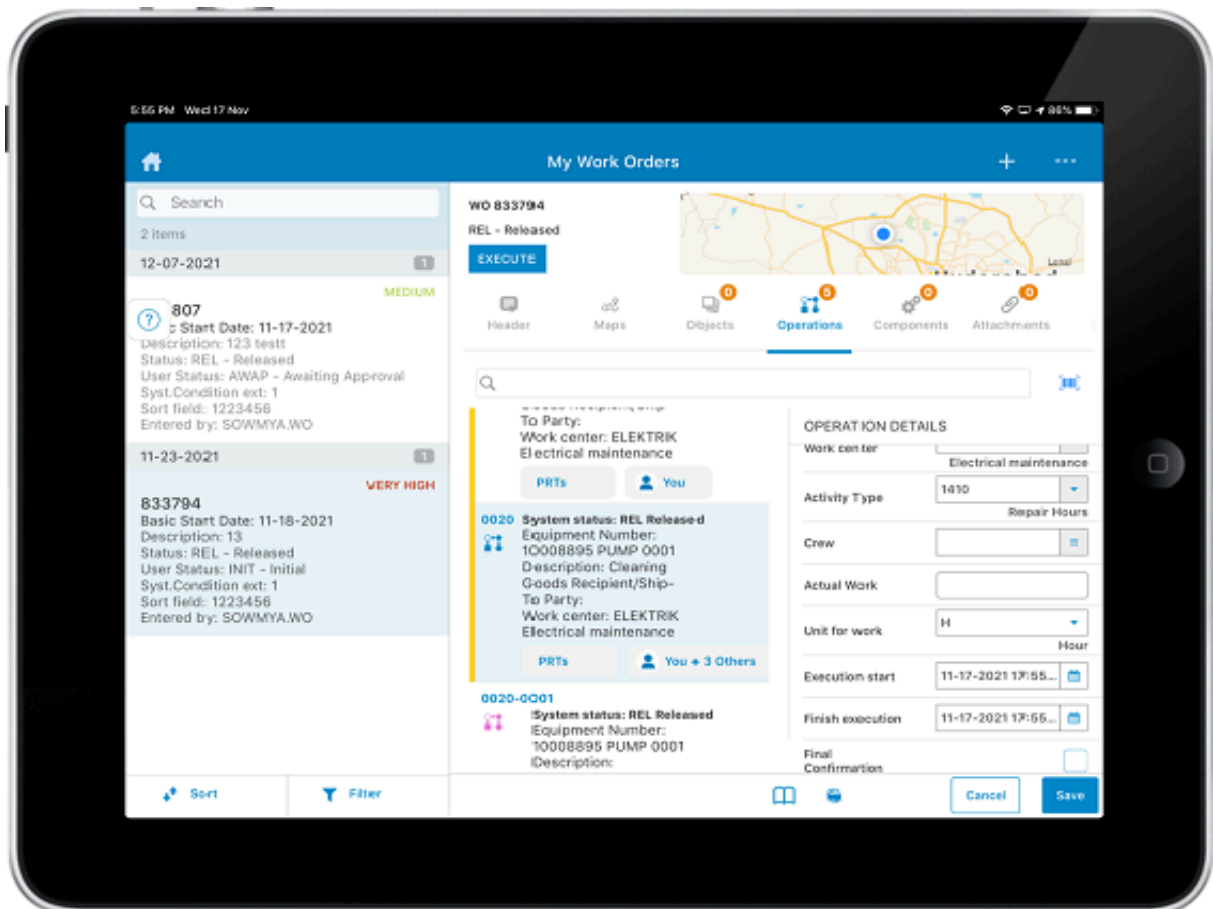 5:55 PM Wed 17 Nov
86%
My Work Orders
Search
2 items
12-07-2021
1
MEDIUM
807
Start Date: 11-17-2021
Description: 123 testt
Status: REL - Released
User Status: AWAP - Awaiting Approval
Syst.Condition ext: 1
Sort field: 1223456
Entered by: SOWMYA.WO
11-23-2021
1
VERY HIGH
833794
Basic Start Date: 11-18-2021
Description: 13
Status: REL - Released
User Status: INIT - Initial
Syst.Condition ext: 1
Sort field: 1223456
Entered by: SOWMYA.WO
Sort
Filter
WO 833794
REL - Released
EXECUTE
Legal
Header
Maps
0
Objects
5
Operations
0
Components
0
Attachments
To Party:
Work center: ELEKTRIK
Electrical maintenance
PRTs
You
0020 System status: REL Released
Equipment Number:
10008895 PUMP 0001
Description: Cleaning
Goods Recipient/Ship-
To Party:
Work center: ELEKTRIK
Electrical maintenance
PRTs
You + 3 Others
0020-0001
System status: REL Released
Equipment Number:
10008895 PUMP 0001
Description:
OPERATION DETAILS
Work center
Electrical maintenance
Activity Type
1410
Repair Hours
Crew
Actual Work
Unit for work
H
Hour
Execution start
11-17-2021 17:55...
Finish execution
11-17-2021 17:55...
Final
Confirmation
Cancel
Save